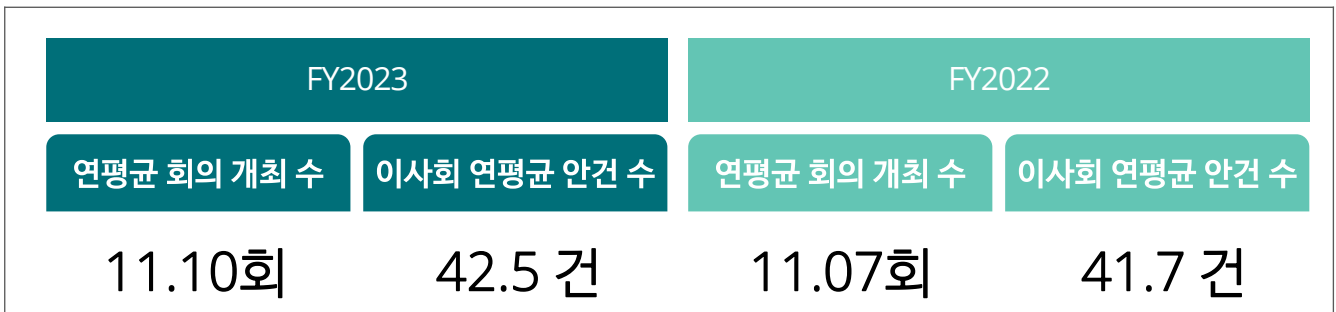 FY2023 FY2022
연평균 회의 개최 수 이사회 연평균 안건 수 연평균 회의 개최 수 이사회 연평균 안건 수
11.10회 42.5 건 11.07회 41.7 건